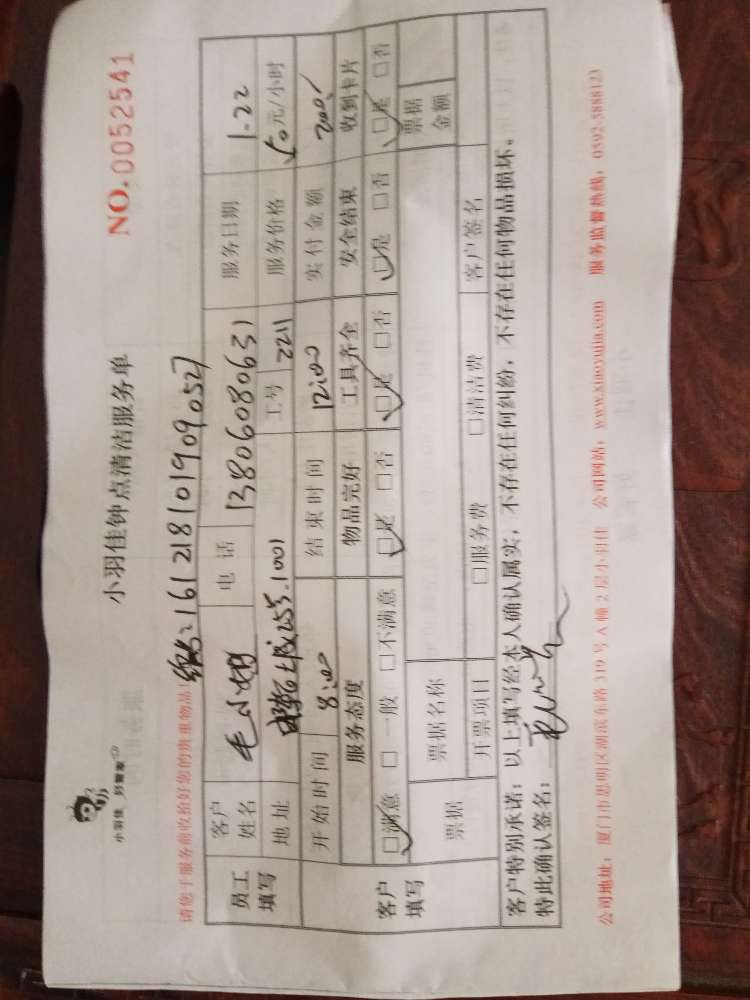 小羽佳 到管家
小羽佳钟点清洁服务单
NO.0052541
请您于服务前收拾好您的贵重物品!
编号:1612181019090527
员工填写
客户姓名 毛小姐 电话 13806080631 服务日期 1.22
地址 255.1001 工号 2211 服务价格 50元/小时
开始时间 8:00 结束时间 12:00 实付金额 200
客户填写
服务态度 物品完好 工具齐全 安全结束 收到卡片
☑满意 □一般 □不满意 ☑是 □否 ☑是 □否 ☑是 □否 ☑是 □否
票据 票据名称 票据金额
开票项目 □服务费 □清洁费 客户签名
客户特别承诺:以上填写经本人确认属实,不存在任何纠纷,不存在任何物品损坏。
特此确认签名:
公司地址:厦门市思明区湖滨东路319号A幢2层小羽佳 公司网站:www.xiaoyujia.com 服务监督热线:0592-5888123